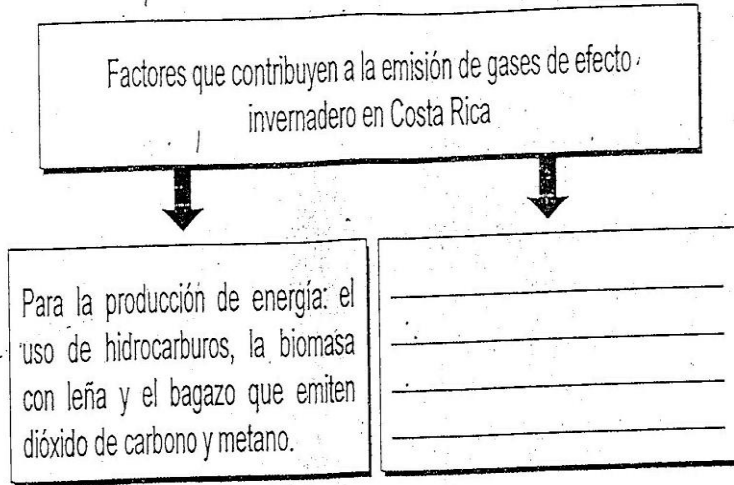 Factores que contribuyen a la emisión de gases de efecto
invernadero en Costa Rica
Para la producción de energía: el
uso de hidrocarburos, la biomasa
con leña y el bagazo que emiten
dióxido de carbono y metano.